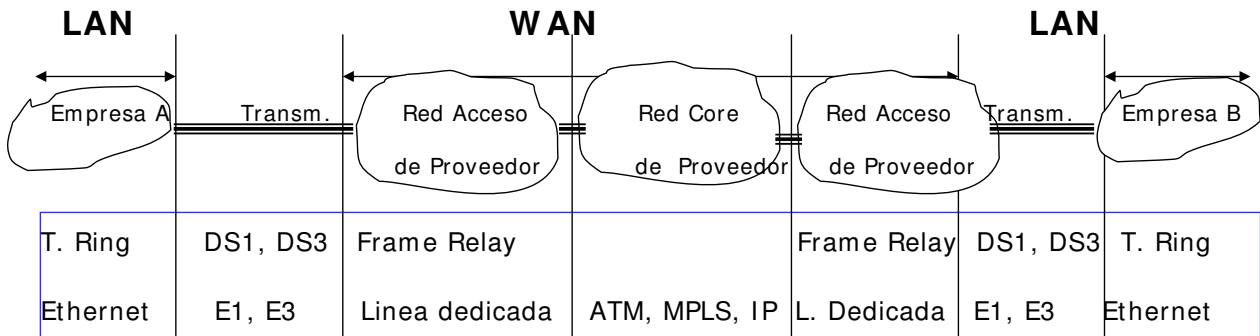 LAN WAN LAN
Empresa A Transm. Red Acceso Red Core Red Acceso Transm. Empresa B
de Proveedor de Proveedor de Proveedor
T. Ring DS1, DS3 Frame Relay Frame Relay DS1, DS3 T. Ring
Ethernet E1, E3 Linea dedicada ATM, MPLS, IP L. Dedicada E1, E3 Ethernet